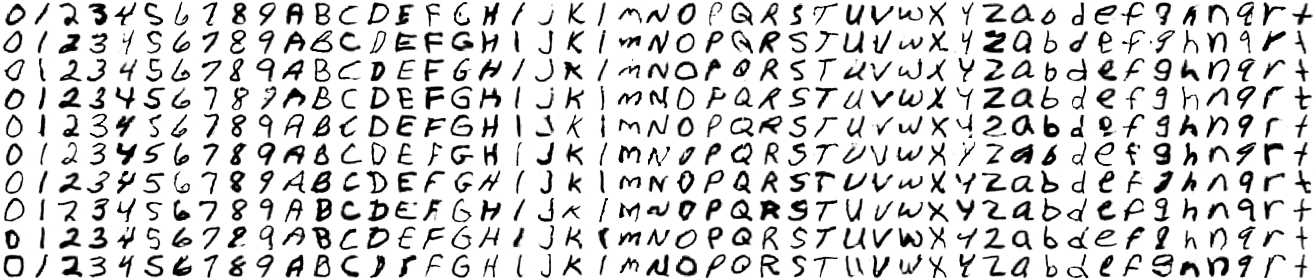 0 1 2 3 4 5 6 7 8 9 A B C D E F G H I J K l m N O P Q R S T U V W X Y Z a b d e f g h n q r t
0 1 2 3 4 5 6 7 8 9 A B C D E F G H I J K l m N O P Q R S T U V W X Y Z a b d e f g h n q r t
0 1 2 3 4 5 6 7 8 9 A B C D E F G H I J K l m N O P Q R S T U V W X Y Z a b d e f g h n q r t
0 1 2 3 4 5 6 7 8 9 A B C D E F G H I J K l m N O P Q R S T U V W X Y Z a b d e f g h n q r t
0 1 2 3 4 5 6 7 8 9 A B C D E F G H I J K l m N O P Q R S T U V W X Y Z a b d e f g h n q r t
0 1 2 3 4 5 6 7 8 9 A B C D E F G H I J K l m N O P Q R S T U V W X Y Z a b d e f g h n q r t
0 1 2 3 4 5 6 7 8 9 A B C D E F G H I J K l m N O P Q R S T U V W X Y Z a b d e f g h n q r t
0 1 2 3 4 5 6 7 8 9 A B C D E F G H I J K l m N O P Q R S T U V W X Y Z a b d e f g h n q r t
0 1 2 3 4 5 6 7 8 9 A B C D E F G H I J K l m N O P Q R S T U V W X Y Z a b d e f g h n q r t
0 1 2 3 4 5 6 7 8 9 A B C D F F G H I J K l m N O P Q R S T U V W X Y Z a b d e f g h n q r t